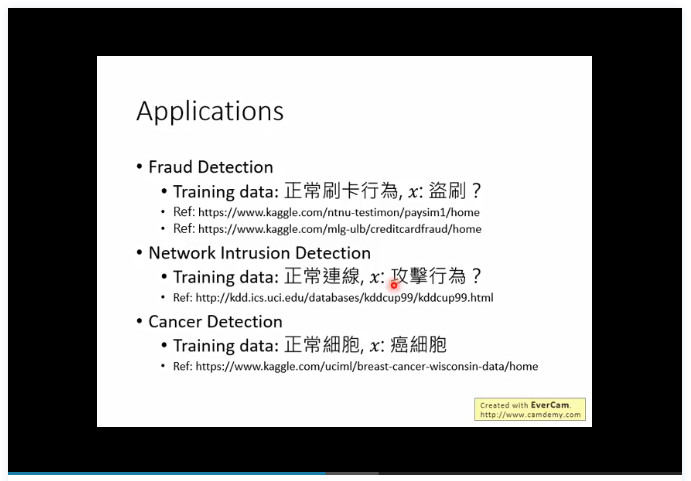 Applications
• Fraud Detection
• Training data: 正常刷卡行為, x: 盜刷？
• Ref: https://www.kaggle.com/ntnu-testimon/paysim1/home
• Ref: https://www.kaggle.com/mlg-ulb/creditcardfraud/home
• Network Intrusion Detection
• Training data: 正常連線, x: 攻擊行為？
• Ref: http://kdd.ics.uci.edu/databases/kddcup99/kddcup99.html
• Cancer Detection
• Training data: 正常細胞, x: 癌細胞
• Ref: https://www.kaggle.com/uciml/breast-cancer-wisconsin-data/home
Created with EverCam.
http://www.camdemy.com